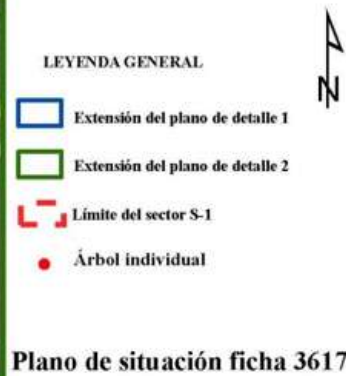 N
LEYENDA GENERAL
Extensión del plano de detalle 1
Extensión del plano de detalle 2
Límite del sector S-1
Árbol individual
Plano de situación ficha 3617